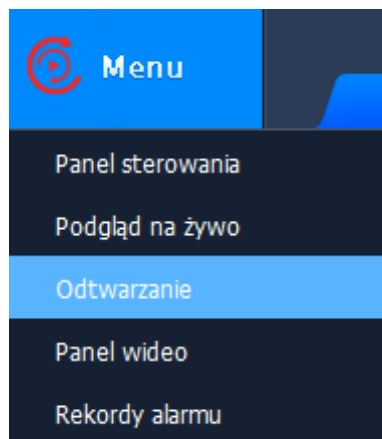 Menu
Panel sterowania
Podgląd na żywo
Odtwarzanie
Panel wideo
Rekordy alarmu